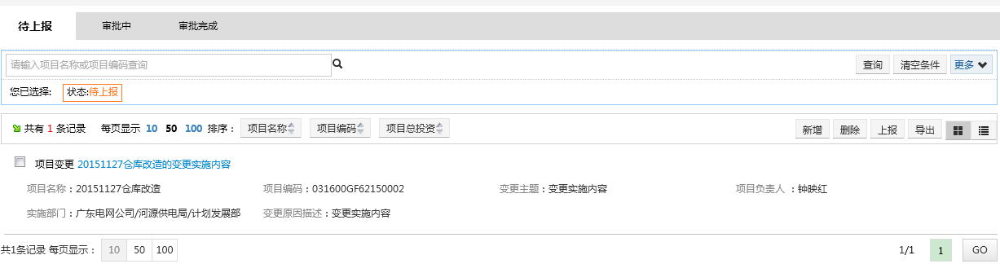 待上报 审批中 审批完成
请输入项目名称或项目编码查询 查询 清空条件 更多
您已选择: 状态:待上报
共有 1 条记录 每页显示 10 50 100 排序： 项目名称 项目编码 项目总投资 新增 删除 上报 导出
项目变更 20151127仓库改造的变更实施内容
项目名称：20151127仓库改造 项目编码：031600GF62150002 变更主题：变更实施内容 项目负责人 ：钟映红
实施部门：广东电网公司/河源供电局/计划发展部 变更原因描述：变更实施内容
共1条记录 每页显示： 10 50 100 1/1 1 GO